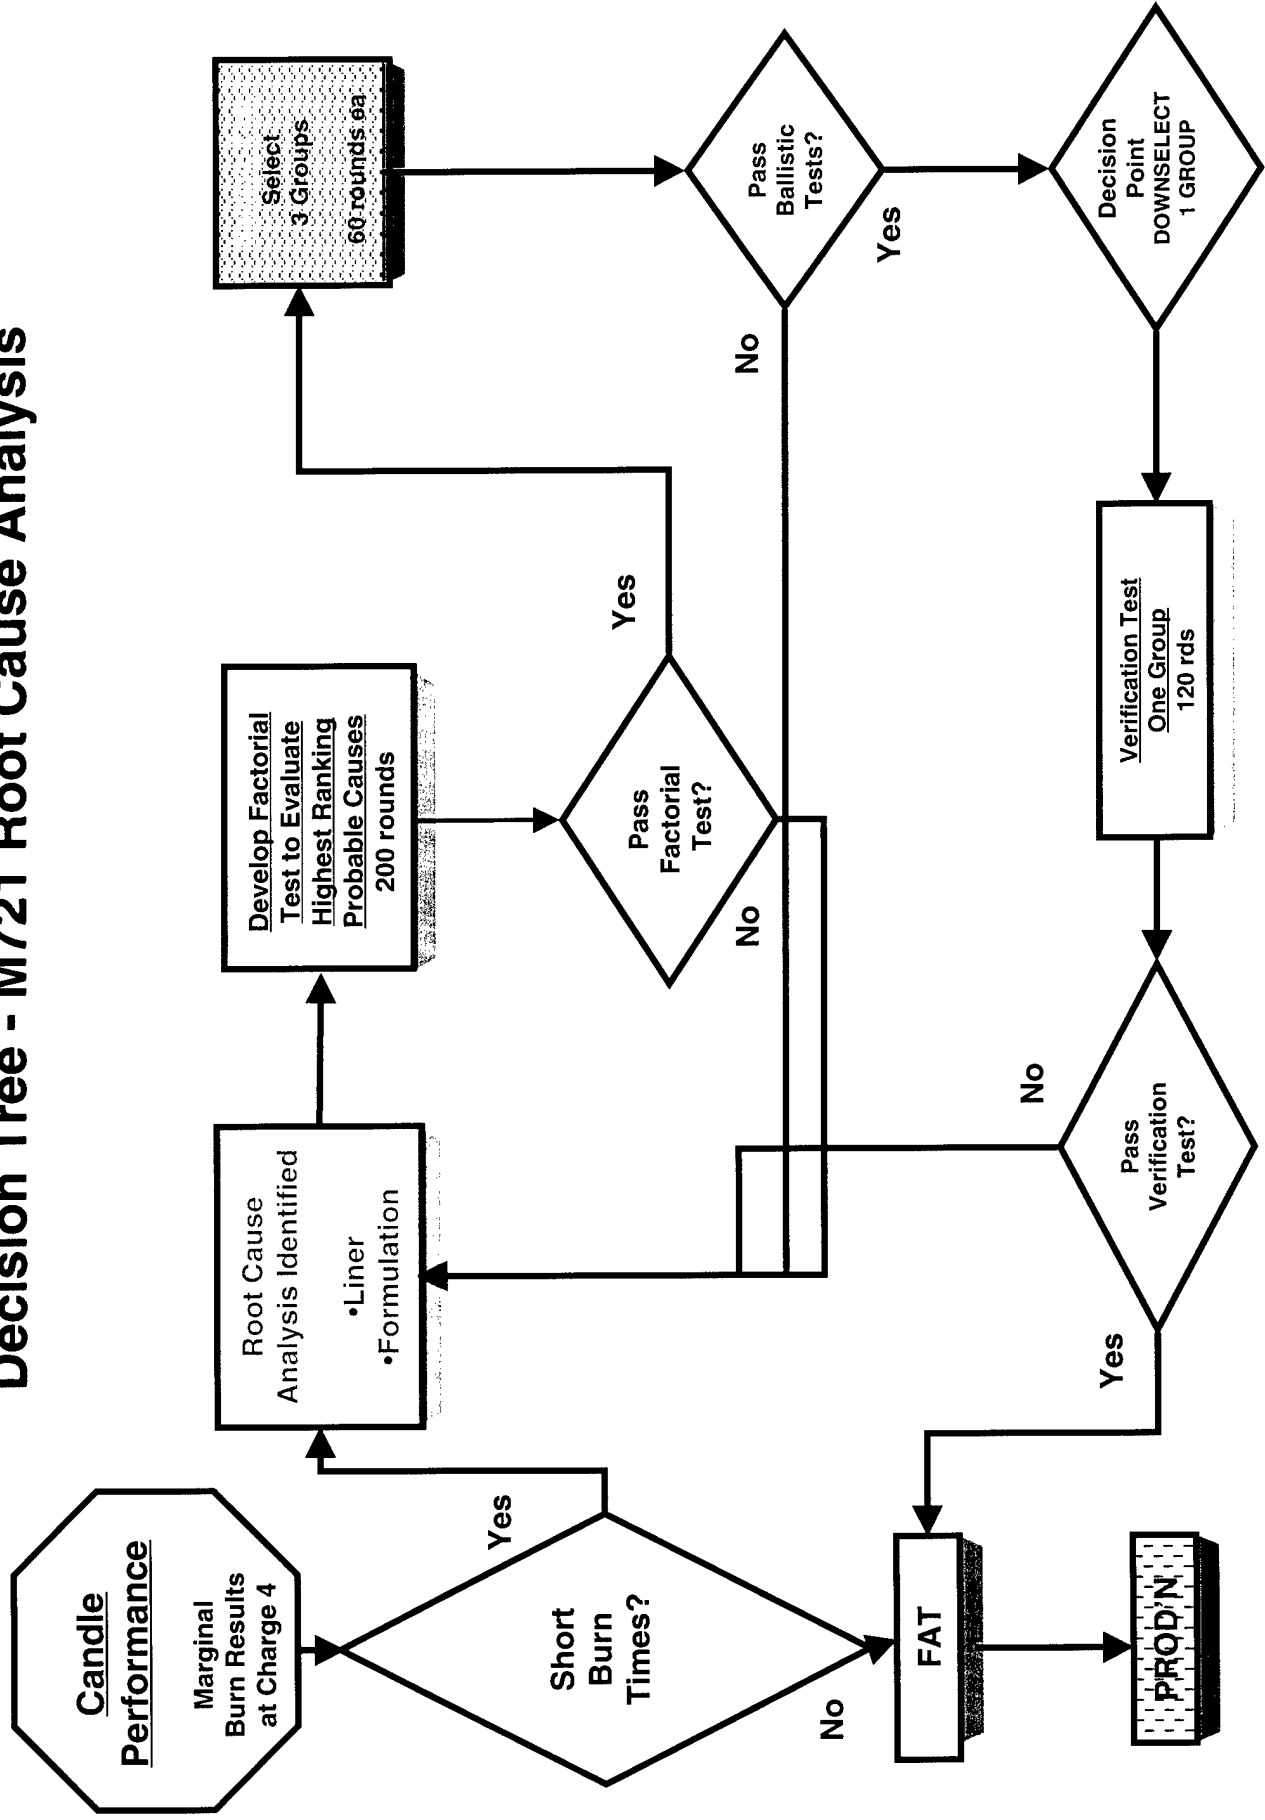 Decision Tree - M721 Root Cause Analysis
Candle
Performance
Marginal
Burn Results
at Charge 4
Short
Burn
Times?
Yes
No
Root Cause
Analysis Identified
•Liner
•Formulation
Develop Factorial
Test to Evaluate
Highest Ranking
Probable Causes
200 rounds
Pass
Factorial
Test?
Yes
No
Select
3 Groups
60 rounds ea
Pass
Ballistic
Tests?
No
Yes
Decision
Point
DOWNSELECT
1 GROUP
Verification Test
One Group
120 rds
Pass
Verification
Test?
No
Yes
FAT
PROD'N